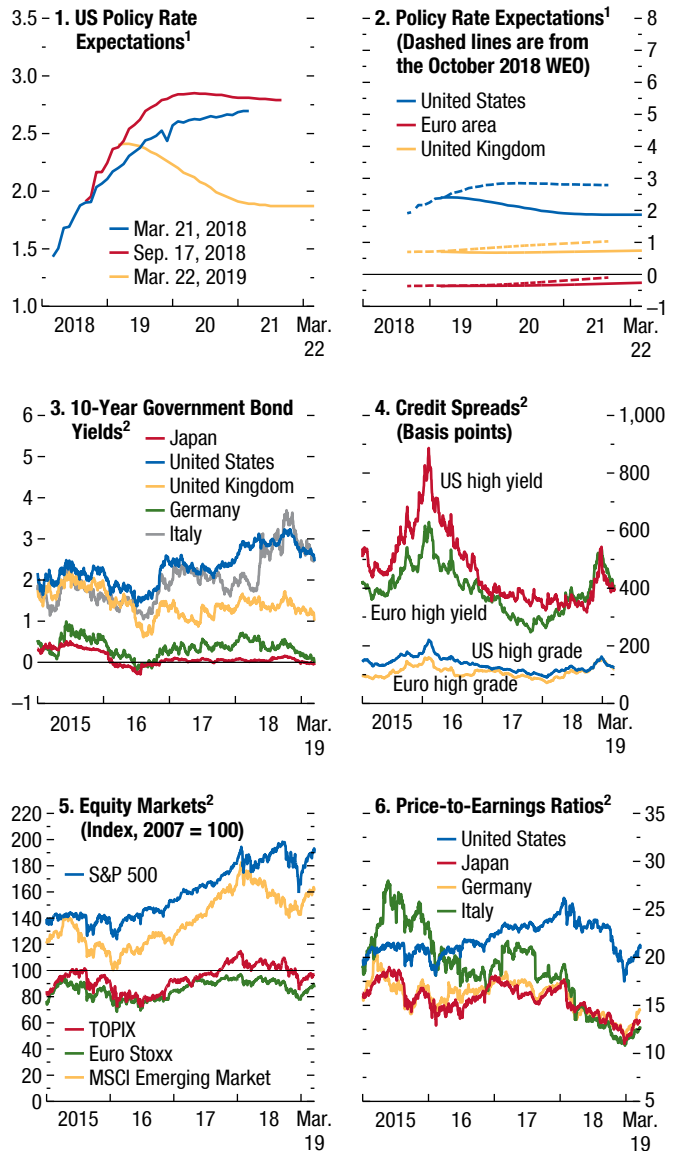 1. US Policy Rate
Expectations1
3.5
3.0
2.5
2.0
1.5
1.0
Mar. 21, 2018
Sep. 17, 2018
Mar. 22, 2019
2018 19 20 21 Mar.
22
2. Policy Rate Expectations1
(Dashed lines are from
the October 2018 WEO)
United States
Euro area
United Kingdom
8
7
6
5
4
3
2
1
0
–1
2018 19 20 21 Mar.
22
3. 10-Year Government Bond
Yields2
Japan
United States
United Kingdom
Germany
Italy
6
5
4
3
2
1
0
–1
2015 16 17 18 Mar.
19
4. Credit Spreads2
(Basis points)
US high yield
Euro high yield
US high grade
Euro high grade
1,000
800
600
400
200
0
2015 16 17 18 Mar.
19
5. Equity Markets2
(Index, 2007 = 100)
S&P 500
TOPIX
Euro Stoxx
MSCI Emerging Market
220
200
180
160
140
120
100
80
60
40
20
0
2015 16 17 18 Mar.
19
6. Price-to-Earnings Ratios2
United States
Japan
Germany
Italy
35
30
25
20
15
10
5
2015 16 17 18 Mar.
19